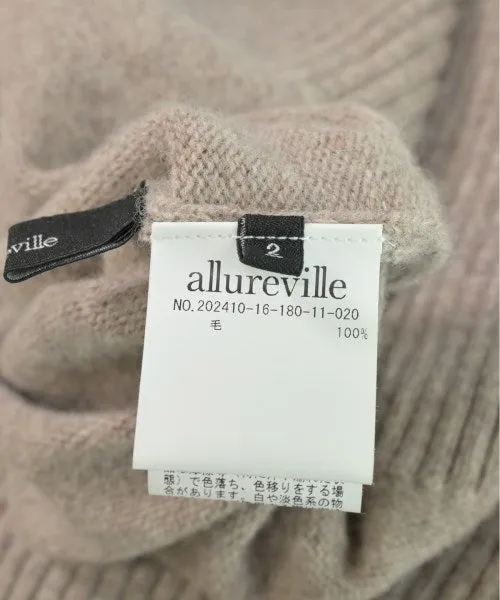 ville
2
allureville
NO.202410-16-180-11-020
毛 100%
態)で色落ち、色移りをする場
合があります。白や淡色系の物